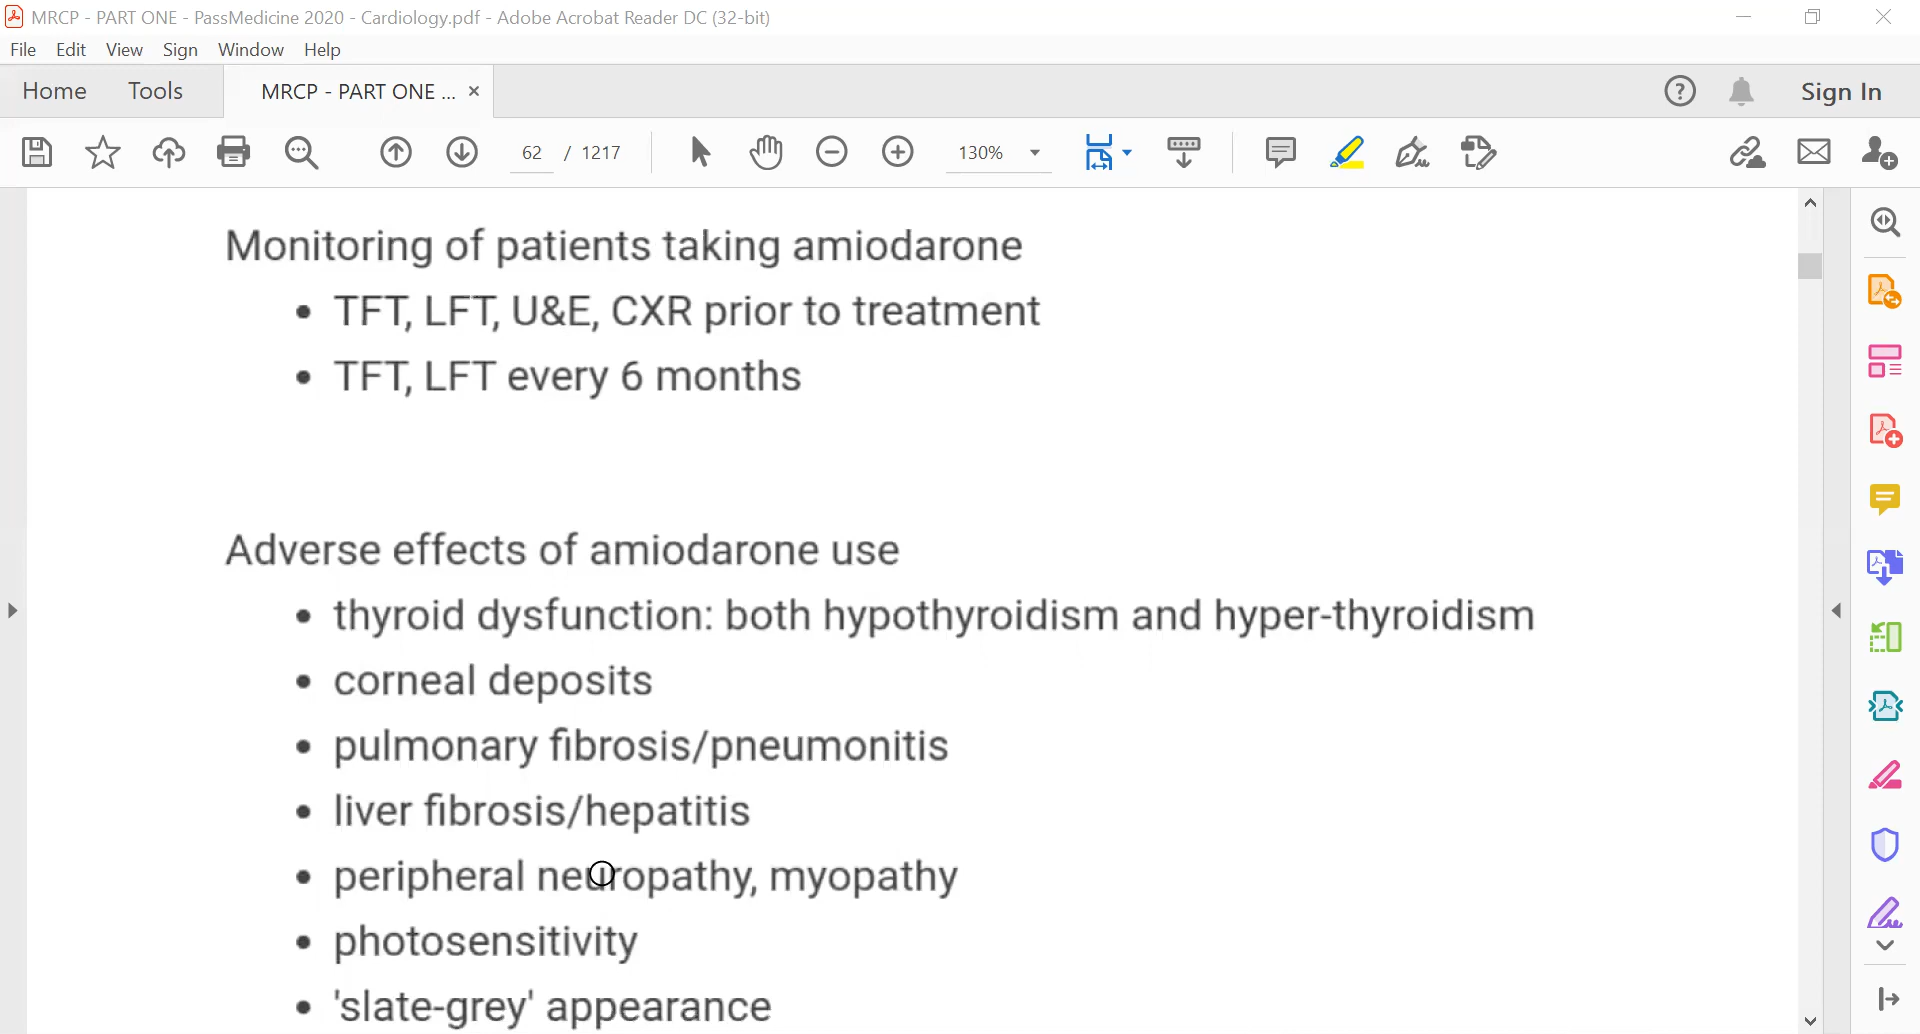 MRCP - PART ONE - PassMedicine 2020 - Cardiology.pdf - Adobe Acrobat Reader DC (32-bit)
File Edit View Sign Window Help
Home Tools MRCP - PART ONE ... × Sign In
62 / 1217 130%
Monitoring of patients taking amiodarone
• TFT, LFT, U&E, CXR prior to treatment
• TFT, LFT every 6 months
Adverse effects of amiodarone use
• thyroid dysfunction: both hypothyroidism and hyper-thyroidism
• corneal deposits
• pulmonary fibrosis/pneumonitis
• liver fibrosis/hepatitis
• peripheral neuropathy, myopathy
• photosensitivity
• 'slate-grey' appearance